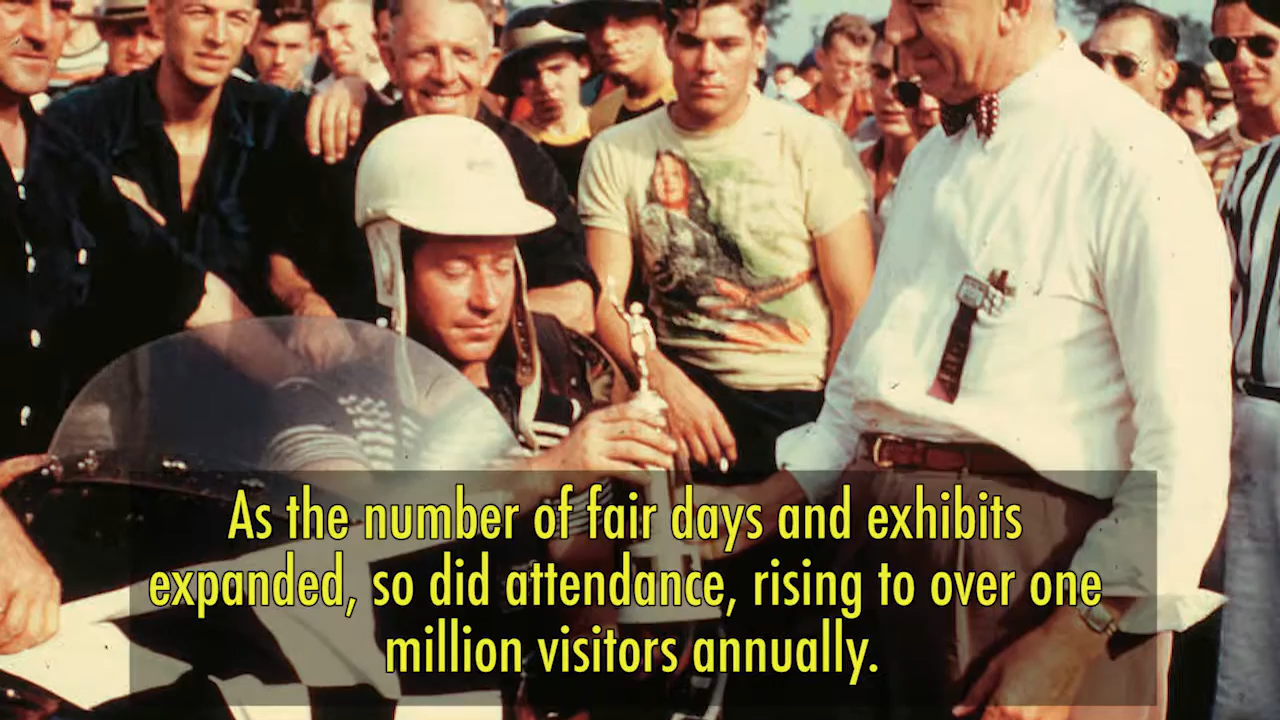 As the number of fair days and exhibits
expanded, so did attendance, rising to over one
million visitors annually.